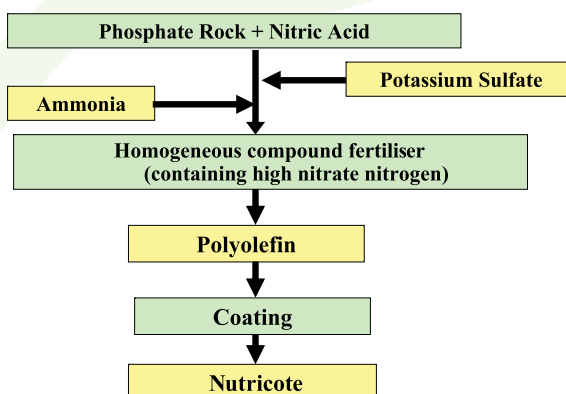 Phosphate Rock + Nitric Acid
Potassium Sulfate
Ammonia
Homogeneous compound fertiliser
(containing high nitrate nitrogen)
Polyolefin
Coating
Nutricote